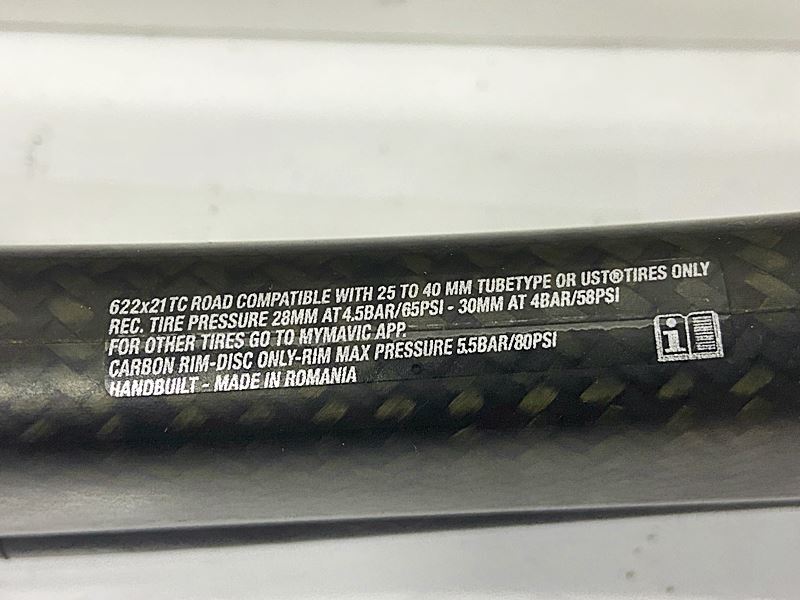 622x21TC ROAD COMPATIBLE WITH 25 TO 40 MM TUBETYPE OR UST®TIRES ONLY
REC. TIRE PRESSURE 28MM AT 4.5BAR/65PSI - 30MM AT 4BAR/58PSI
FOR OTHER TIRES GO TO MYMAVIC APP.
CARBON RIM-DISC ONLY-RIM MAX PRESSURE 5.5BAR/80PSI
HANDBUILT - MADE IN ROMANIA
i